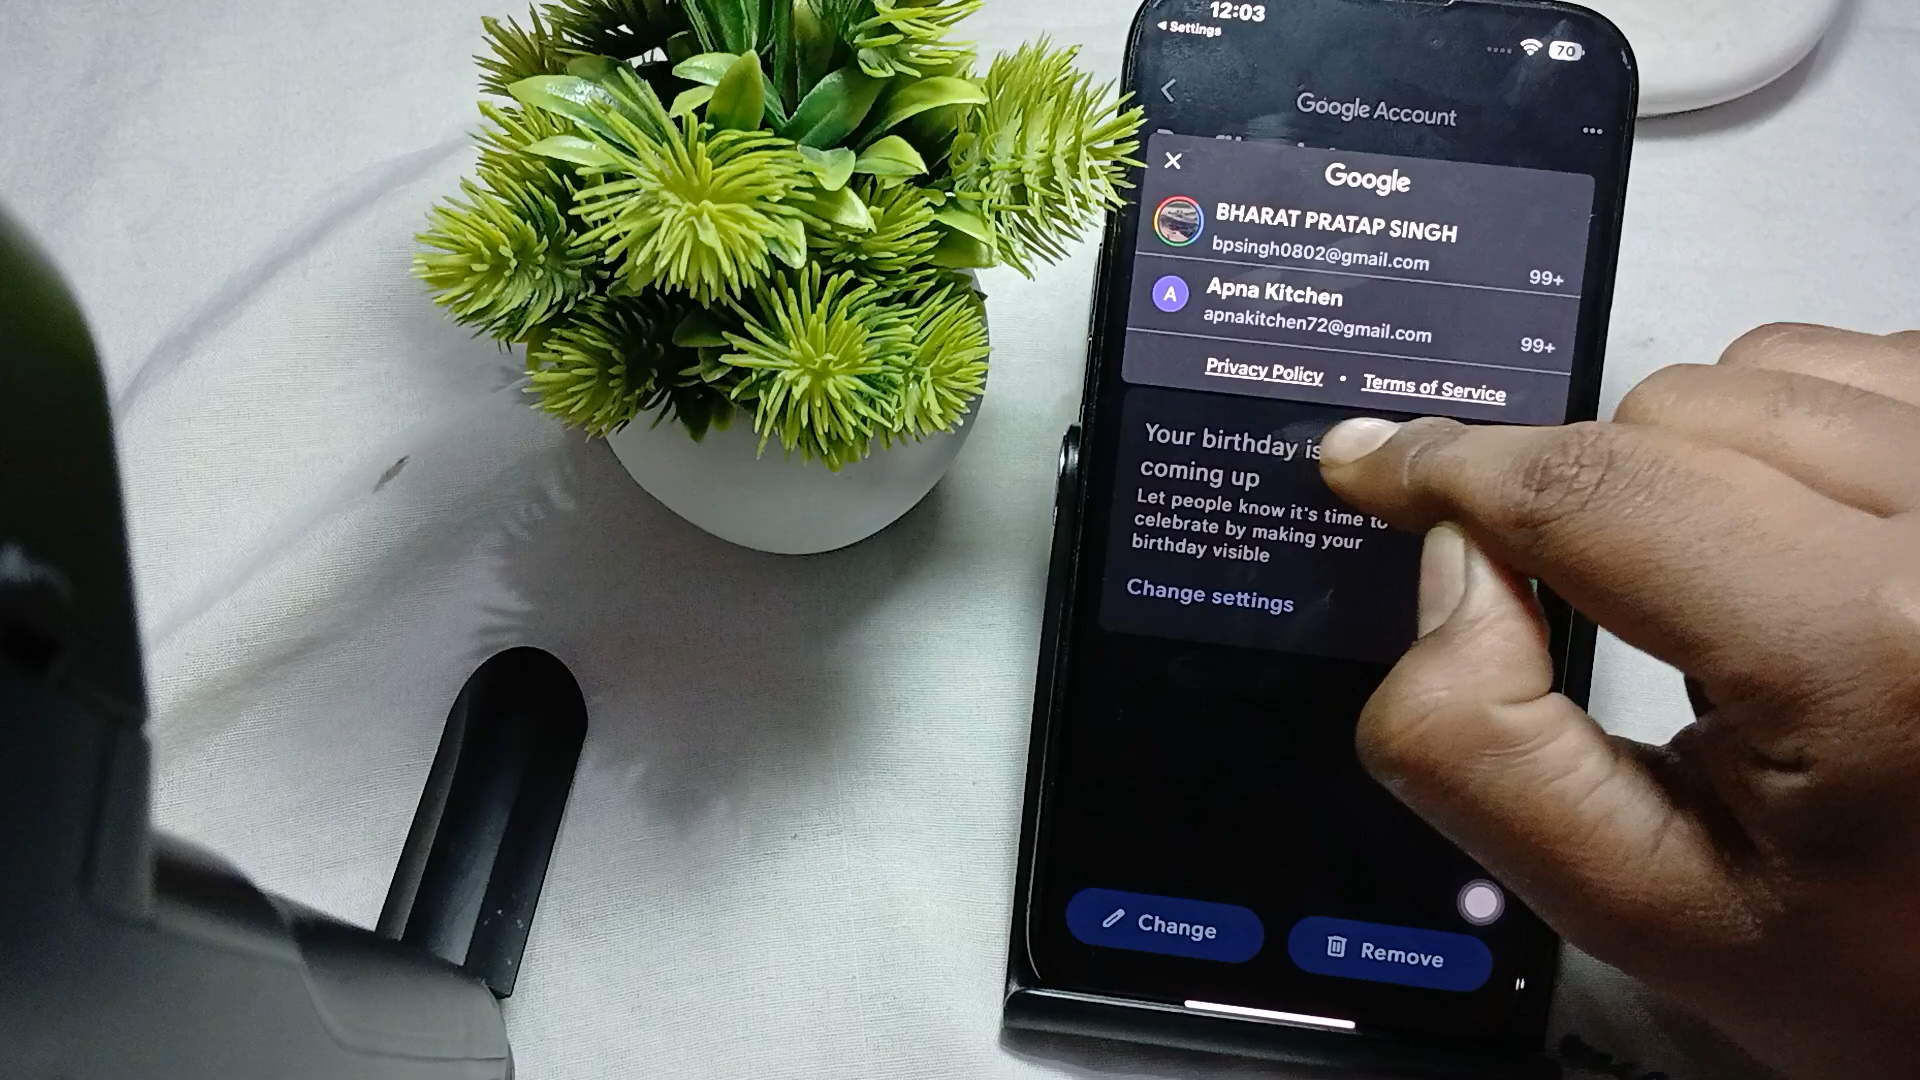 12:03
Settings
70
Google Account
Google
BHARAT PRATAP SINGH
bpsingh0802@gmail.com
99+
A
Apna Kitchen
apnakitchen72@gmail.com
99+
Privacy Policy • Terms of Service
Your birthday is
coming up
Let people know it's time to
celebrate by making your
birthday visible
Change settings
Change
Remove